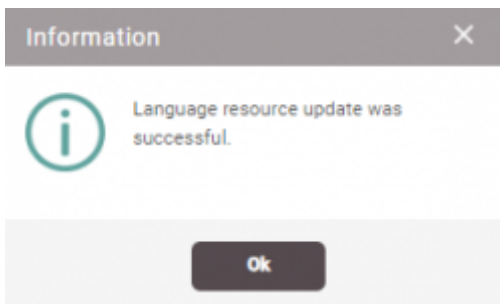 Information
Language resource update was
successful.
Ok